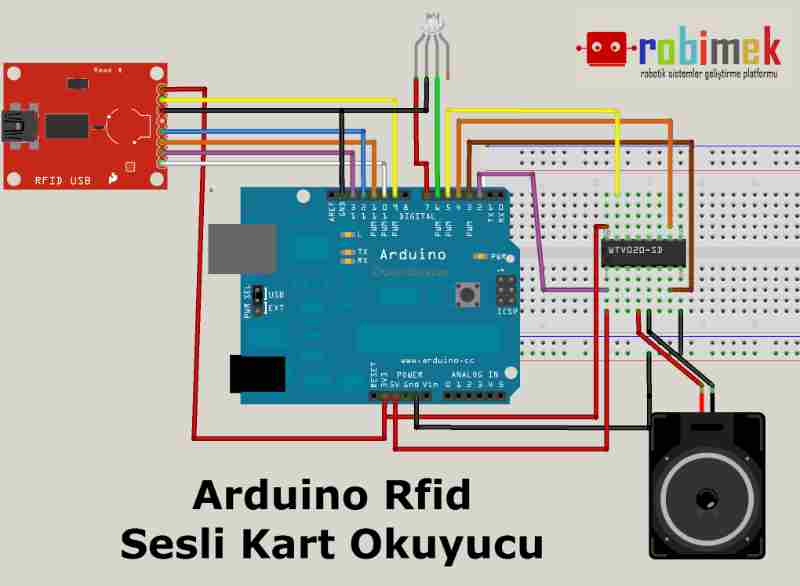 robimek
robotik sistemler geliştirme platformu
RFID USB
AREF
GND
13
12
11
10
9
8
7
6
5
4
3
2
1
0
PWM
PWM
PWM
PWM
PWM
PWM
TX
RX
DIGITAL
L
TX
RX
Arduino
PWR
PWR SEL
USB
EXT
ICSP
WTV020-SD
www.arduino.cc
RESET
3V3
5V
Gnd
Vin
POWER
ANALOG IN
0 1 2 3 4 5
Arduino Rfid
Sesli Kart Okuyucu